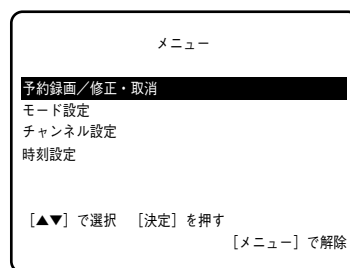 メニュー
予約録画／修正・取消
モード設定
チャンネル設定
時刻設定
［▲▼］で選択　［決定］を押す
［メニュー］で解除